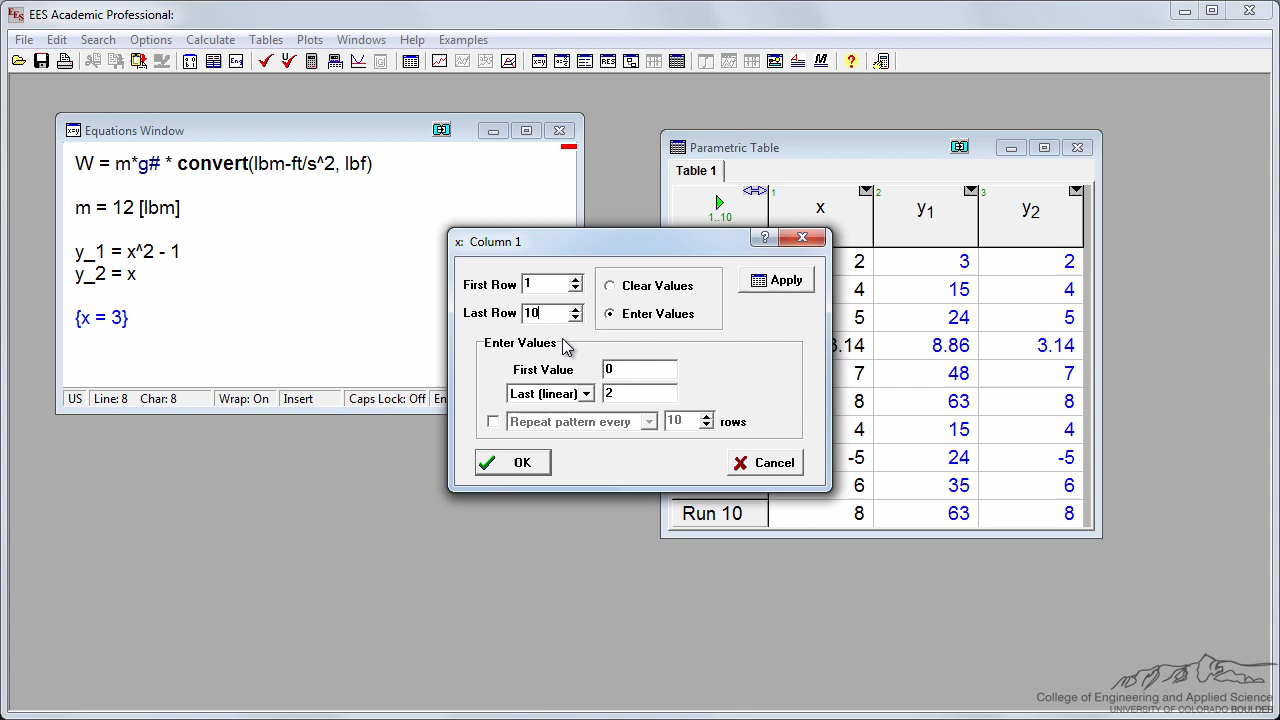 EES EES Academic Professional:
File Edit Search Options Calculate Tables Plots Windows Help Examples
Equations Window
W = m*g# * convert(lbm-ft/s^2, lbf)
m = 12 [lbm]
y_1 = x^2 - 1
y_2 = x
{x = 3}
US Line: 8 Char: 8 Wrap: On Insert Caps Lock: Off En
Parametric Table
Table 1
1..10
1 x 2 y1 3 y2
2 3 2
4 15 4
5 24 5
3.14 8.86 3.14
7 48 7
8 63 8
4 15 4
-5 24 -5
6 35 6
Run 10 8 63 8
x: Column 1
First Row 1 Clear Values Apply
Last Row 10 Enter Values
Enter Values
First Value 0
Last (linear) 2
Repeat pattern every 10 rows
OK Cancel
College of Engineering and Applied Science
UNIVERSITY OF COLORADO BOULDER